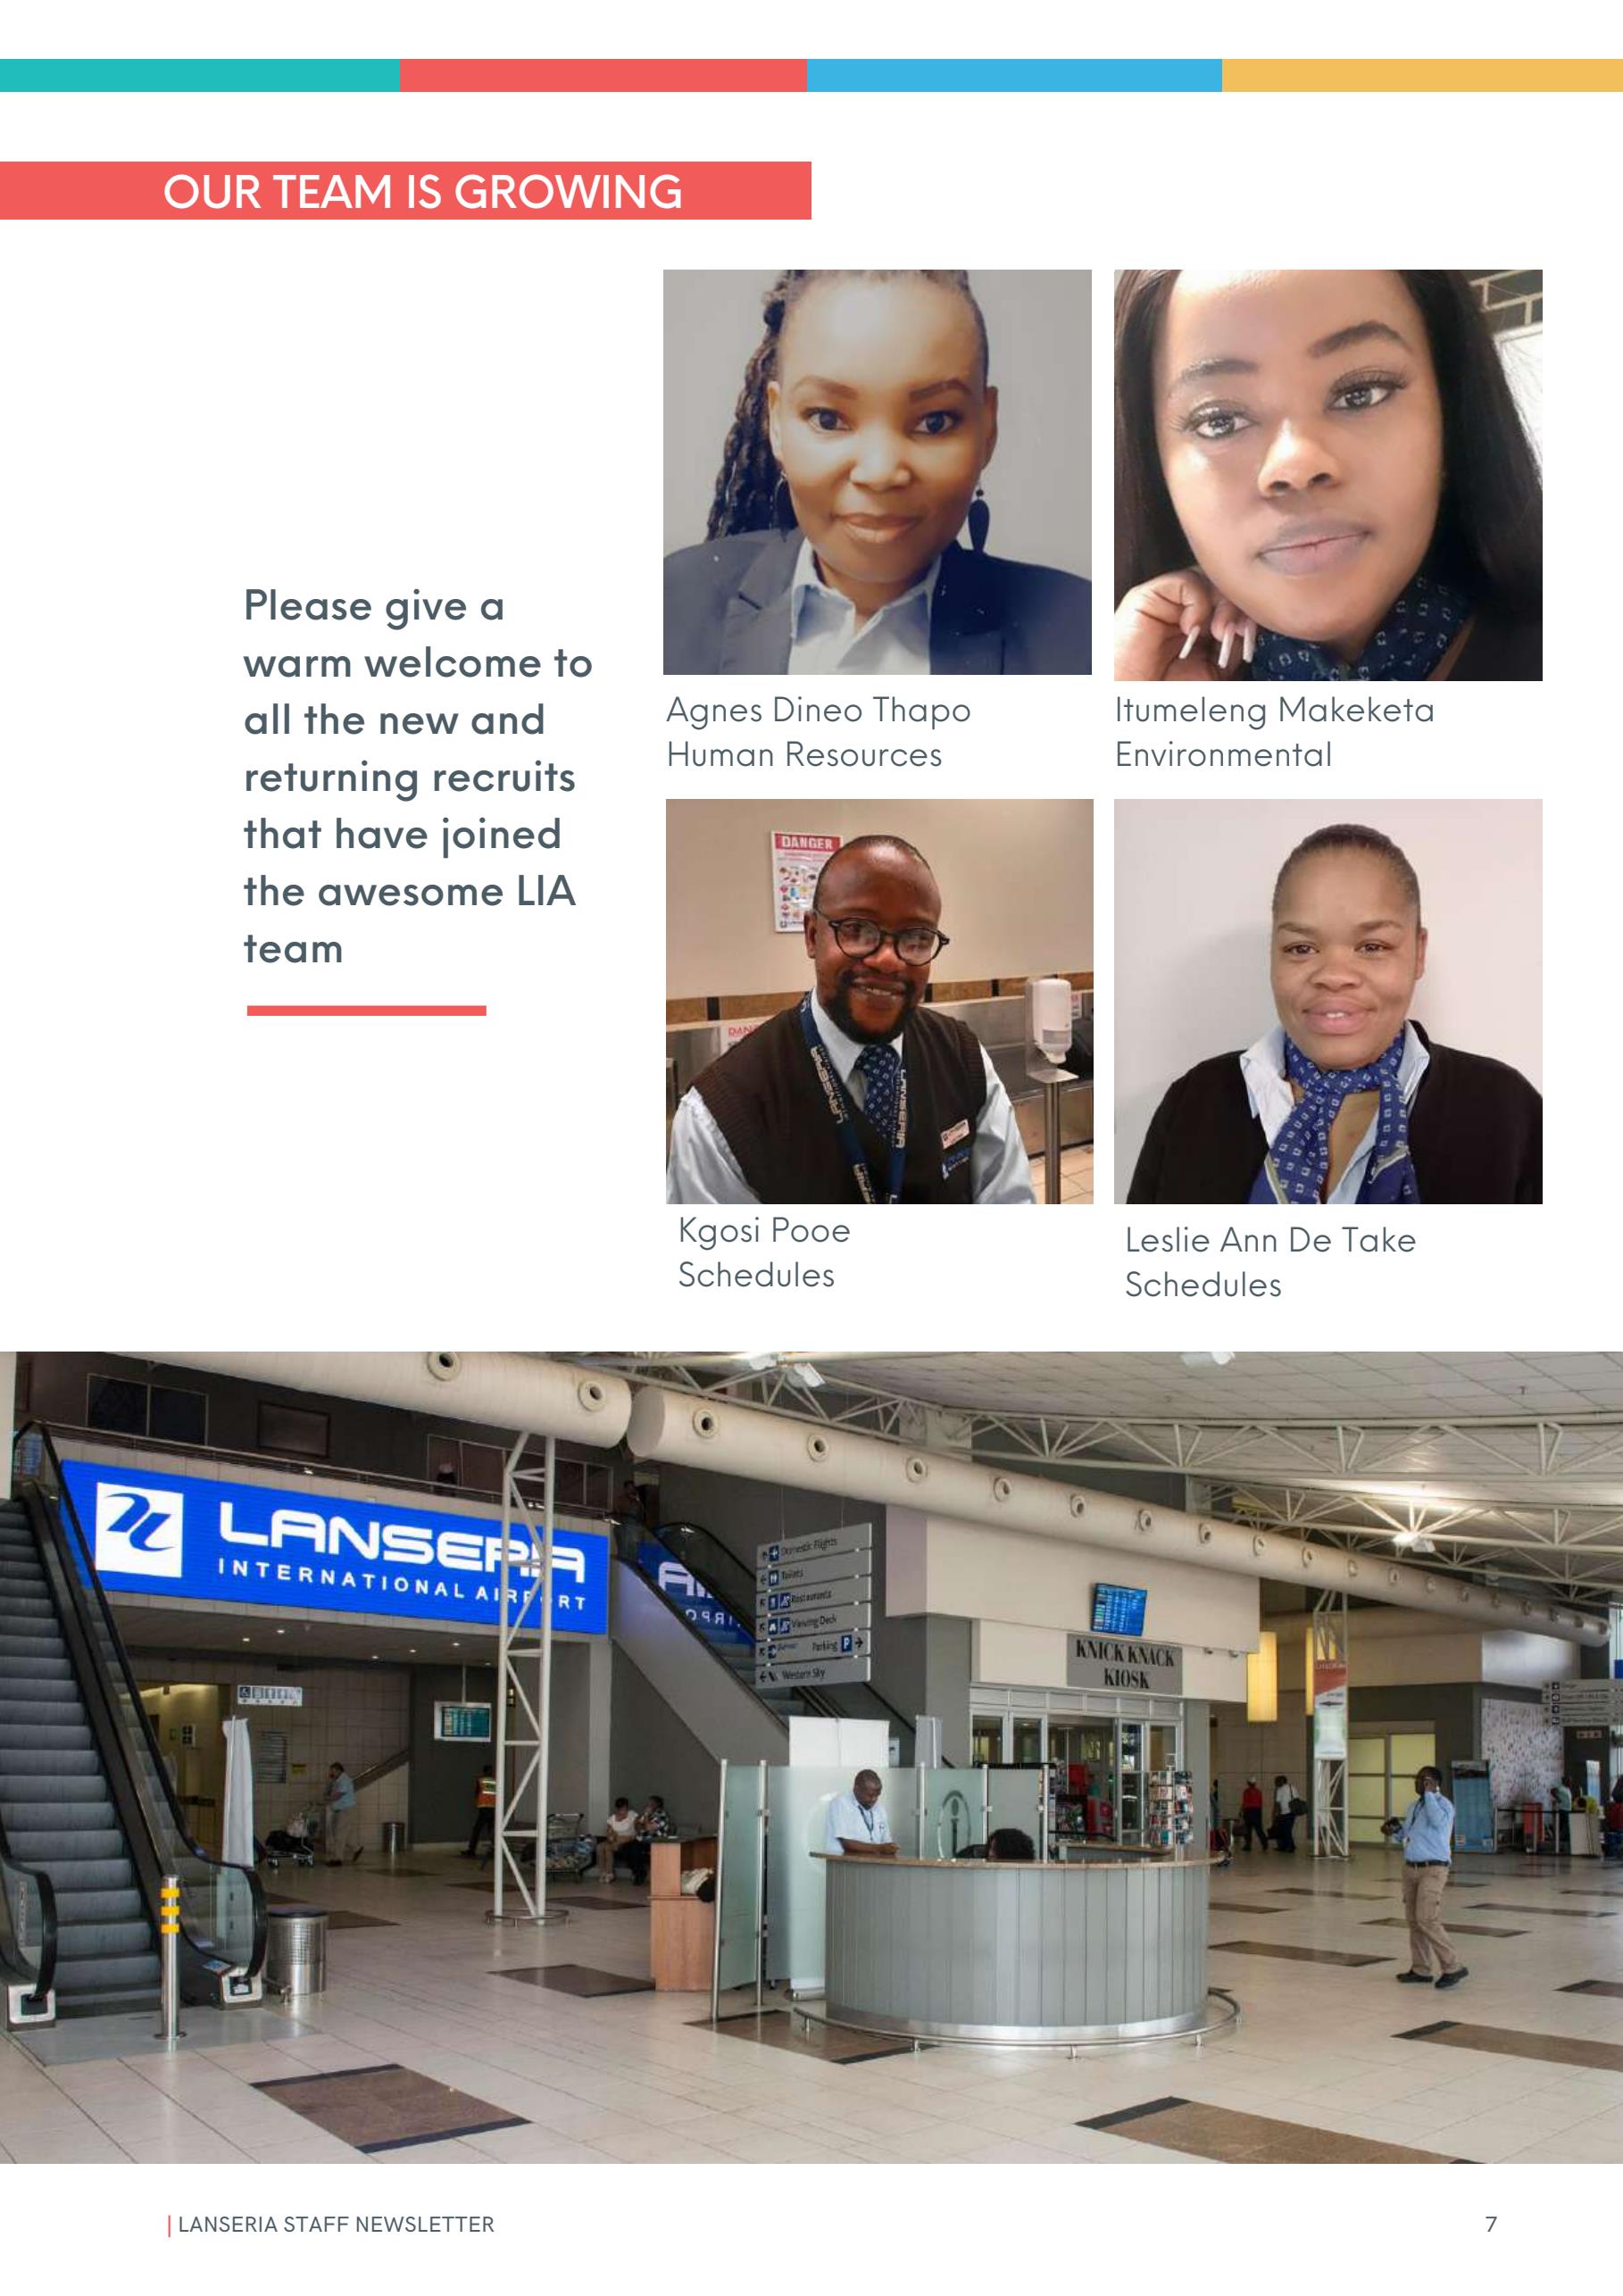 OUR TEAM IS GROWING
Please give a
warm welcome to
all the new and
returning recruits
that have joined
the awesome LIA
team
Agnes Dineo Thapo
Human Resources
Itumeleng Makeketa
Environmental
DANGER
LANSERIA
LANSERIA
Kgosi Pooe
Schedules
Leslie Ann De Take
Schedules
LANSERIA
INTERNATIONAL AIRPORT
Domestic Flights
Toilets
Restaurants
Viewing Deck
Parking P
Western Sky
KNICK KNACK
KIOSK
| LANSERIA STAFF NEWSLETTER
7